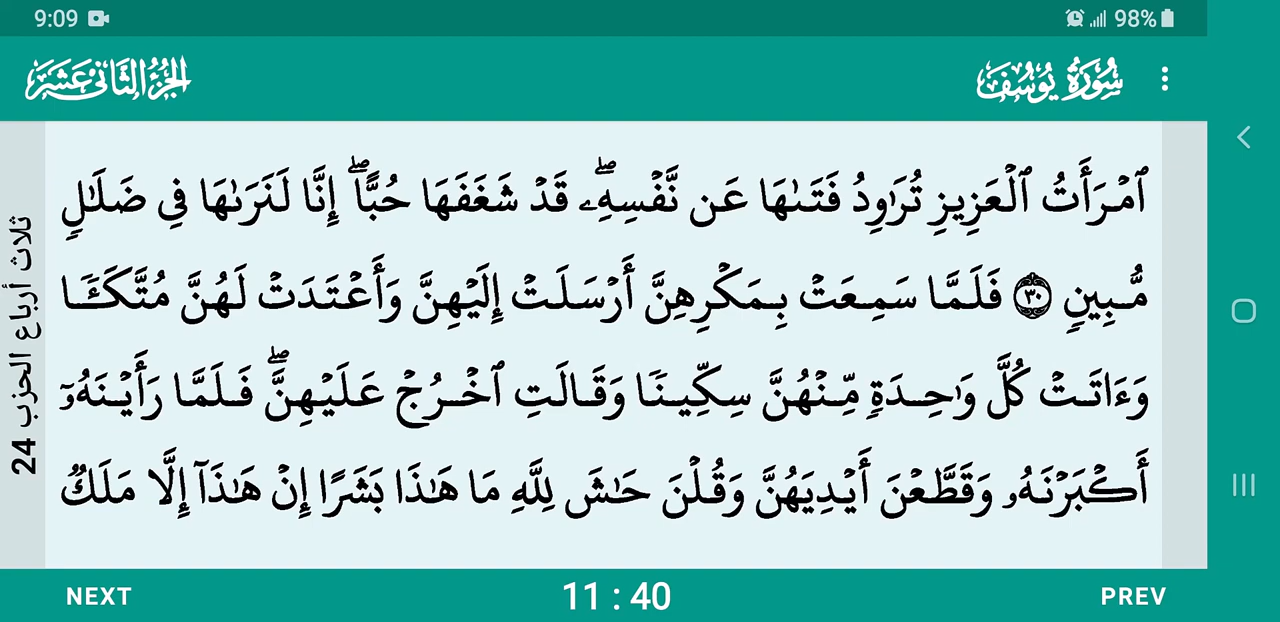 9:09 98%
الجزء الثاني عشر
سورة يوسف
ٱمْرَأَتُ ٱلْعَزِيزِ تُرَٰوِدُ فَتَىٰهَا عَن نَّفْسِهِۦ ۖ قَدْ شَغَفَهَا حُبًّا ۖ إِنَّا لَنَرَىٰهَا فِى ضَلَٰلٍ
مُّبِينٍ ٣٠ فَلَمَّا سَمِعَتْ بِمَكْرِهِنَّ أَرْسَلَتْ إِلَيْهِنَّ وَأَعْتَدَتْ لَهُنَّ مُتَّكَـًٔا
وَءَاتَتْ كُلَّ وَٰحِدَةٍ مِّنْهُنَّ سِكِّينًا وَقَالَتِ ٱخْرُجْ عَلَيْهِنَّ ۖ فَلَمَّا رَأَيْنَهُۥٓ
أَكْبَرْنَهُۥ وَقَطَّعْنَ أَيْدِيَهُنَّ وَقُلْنَ حَٰشَ لِلَّهِ مَا هَٰذَا بَشَرًا إِنْ هَٰذَآ إِلَّا مَلَكٌ
ثلاث أرباع الحزب 24
NEXT 11 : 40 PREV